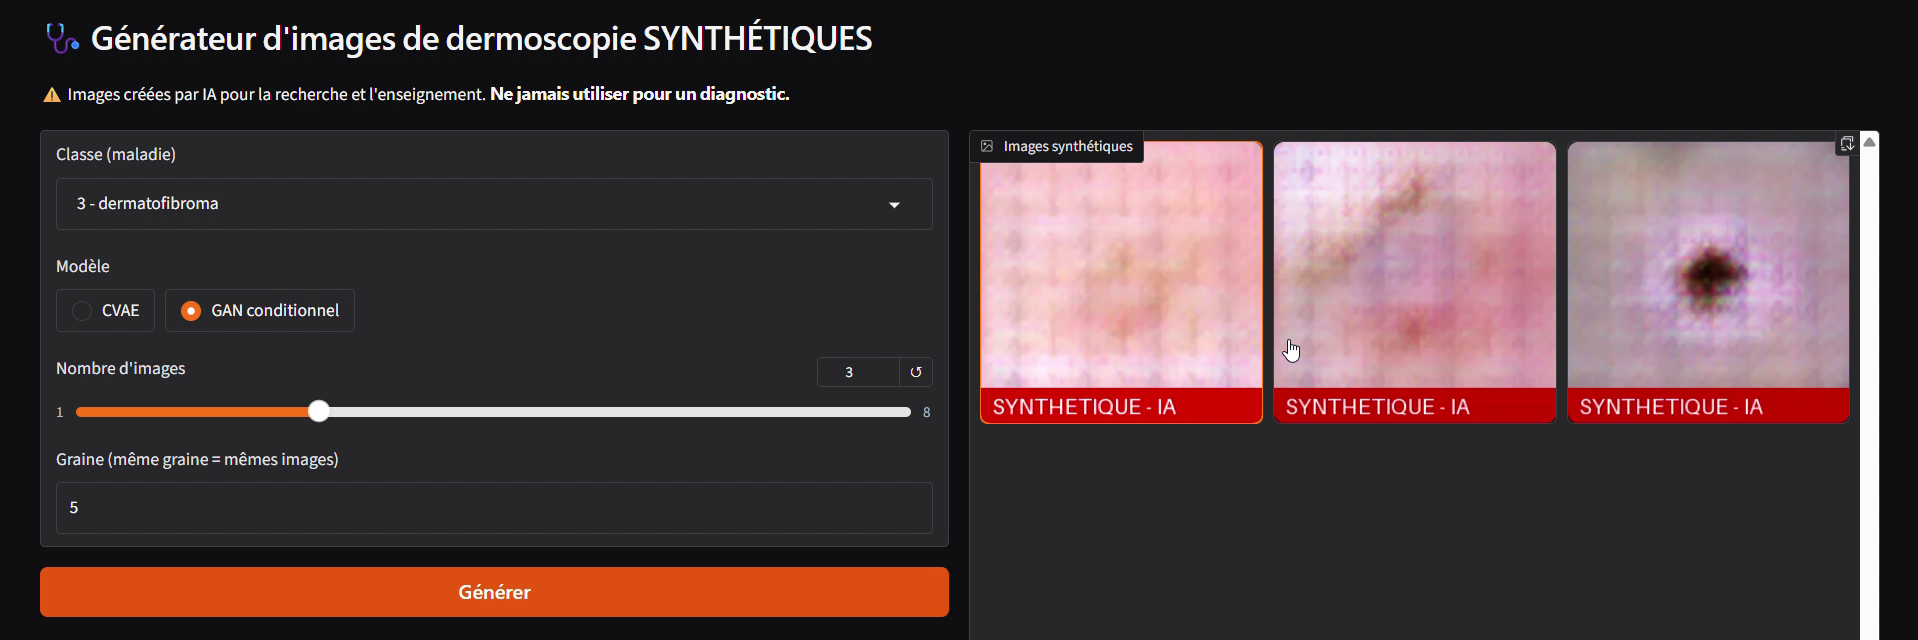 Générateur d'images de dermoscopie SYNTHÉTIQUES
Images créées par IA pour la recherche et l'enseignement. Ne jamais utiliser pour un diagnostic.
Classe (maladie)
3 - dermatofibroma
Modèle
CVAE
GAN conditionnel
Nombre d'images
3
1
8
Graine (même graine = mêmes images)
5
Générer
Images synthétiques
SYNTHETIQUE - IA
SYNTHETIQUE - IA
SYNTHETIQUE - IA